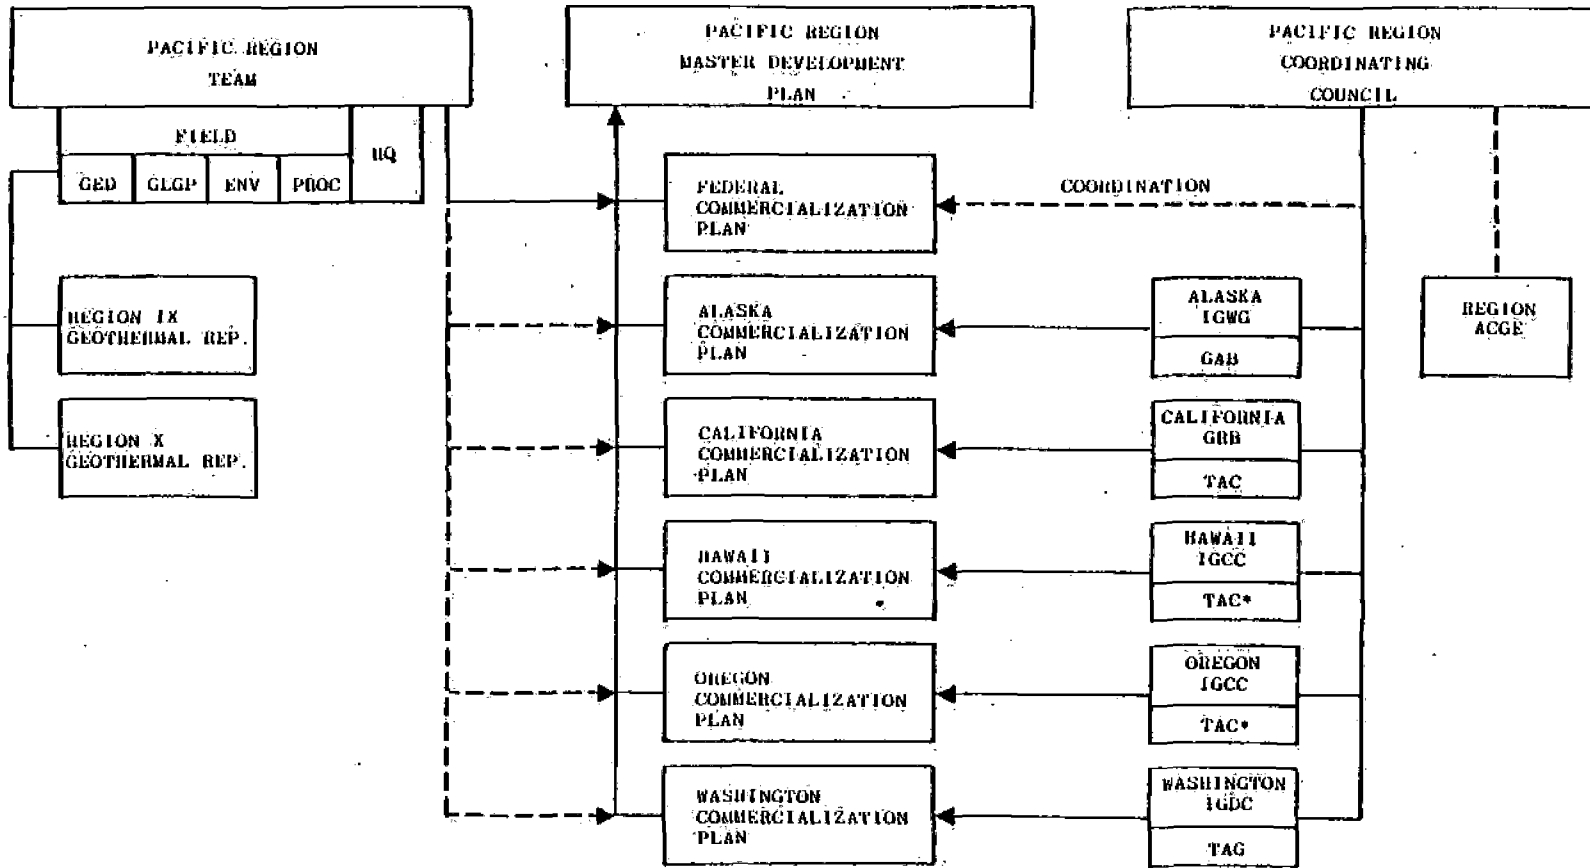 PACIFIC REGION
TEAM
PACIFIC REGION
MASTER DEVELOPMENT
PLAN
PACIFIC REGION
COORDINATING
COUNCIL
FIELD
HQ
GED
GLGP
ENV
PROC
FEDERAL
COMMERCIALIZATION
PLAN
COORDINATION
REGION IX
GEOTHERMAL REP.
ALASKA
COMMERCIALIZATION
PLAN
ALASKA
IGWG
GAB
REGION
ACGE
REGION X
GEOTHERMAL REP.
CALIFORNIA
COMMERCIALIZATION
PLAN
CALIFORNIA
GRB
TAC
HAWAII
COMMERCIALIZATION
PLAN
HAWAII
IGCC
TAC*
OREGON
COMMERCIALIZATION
PLAN
OREGON
IGCC
TAC*
WASHINGTON
COMMERCIALIZATION
PLAN
WASHINGTON
IGDC
TAG